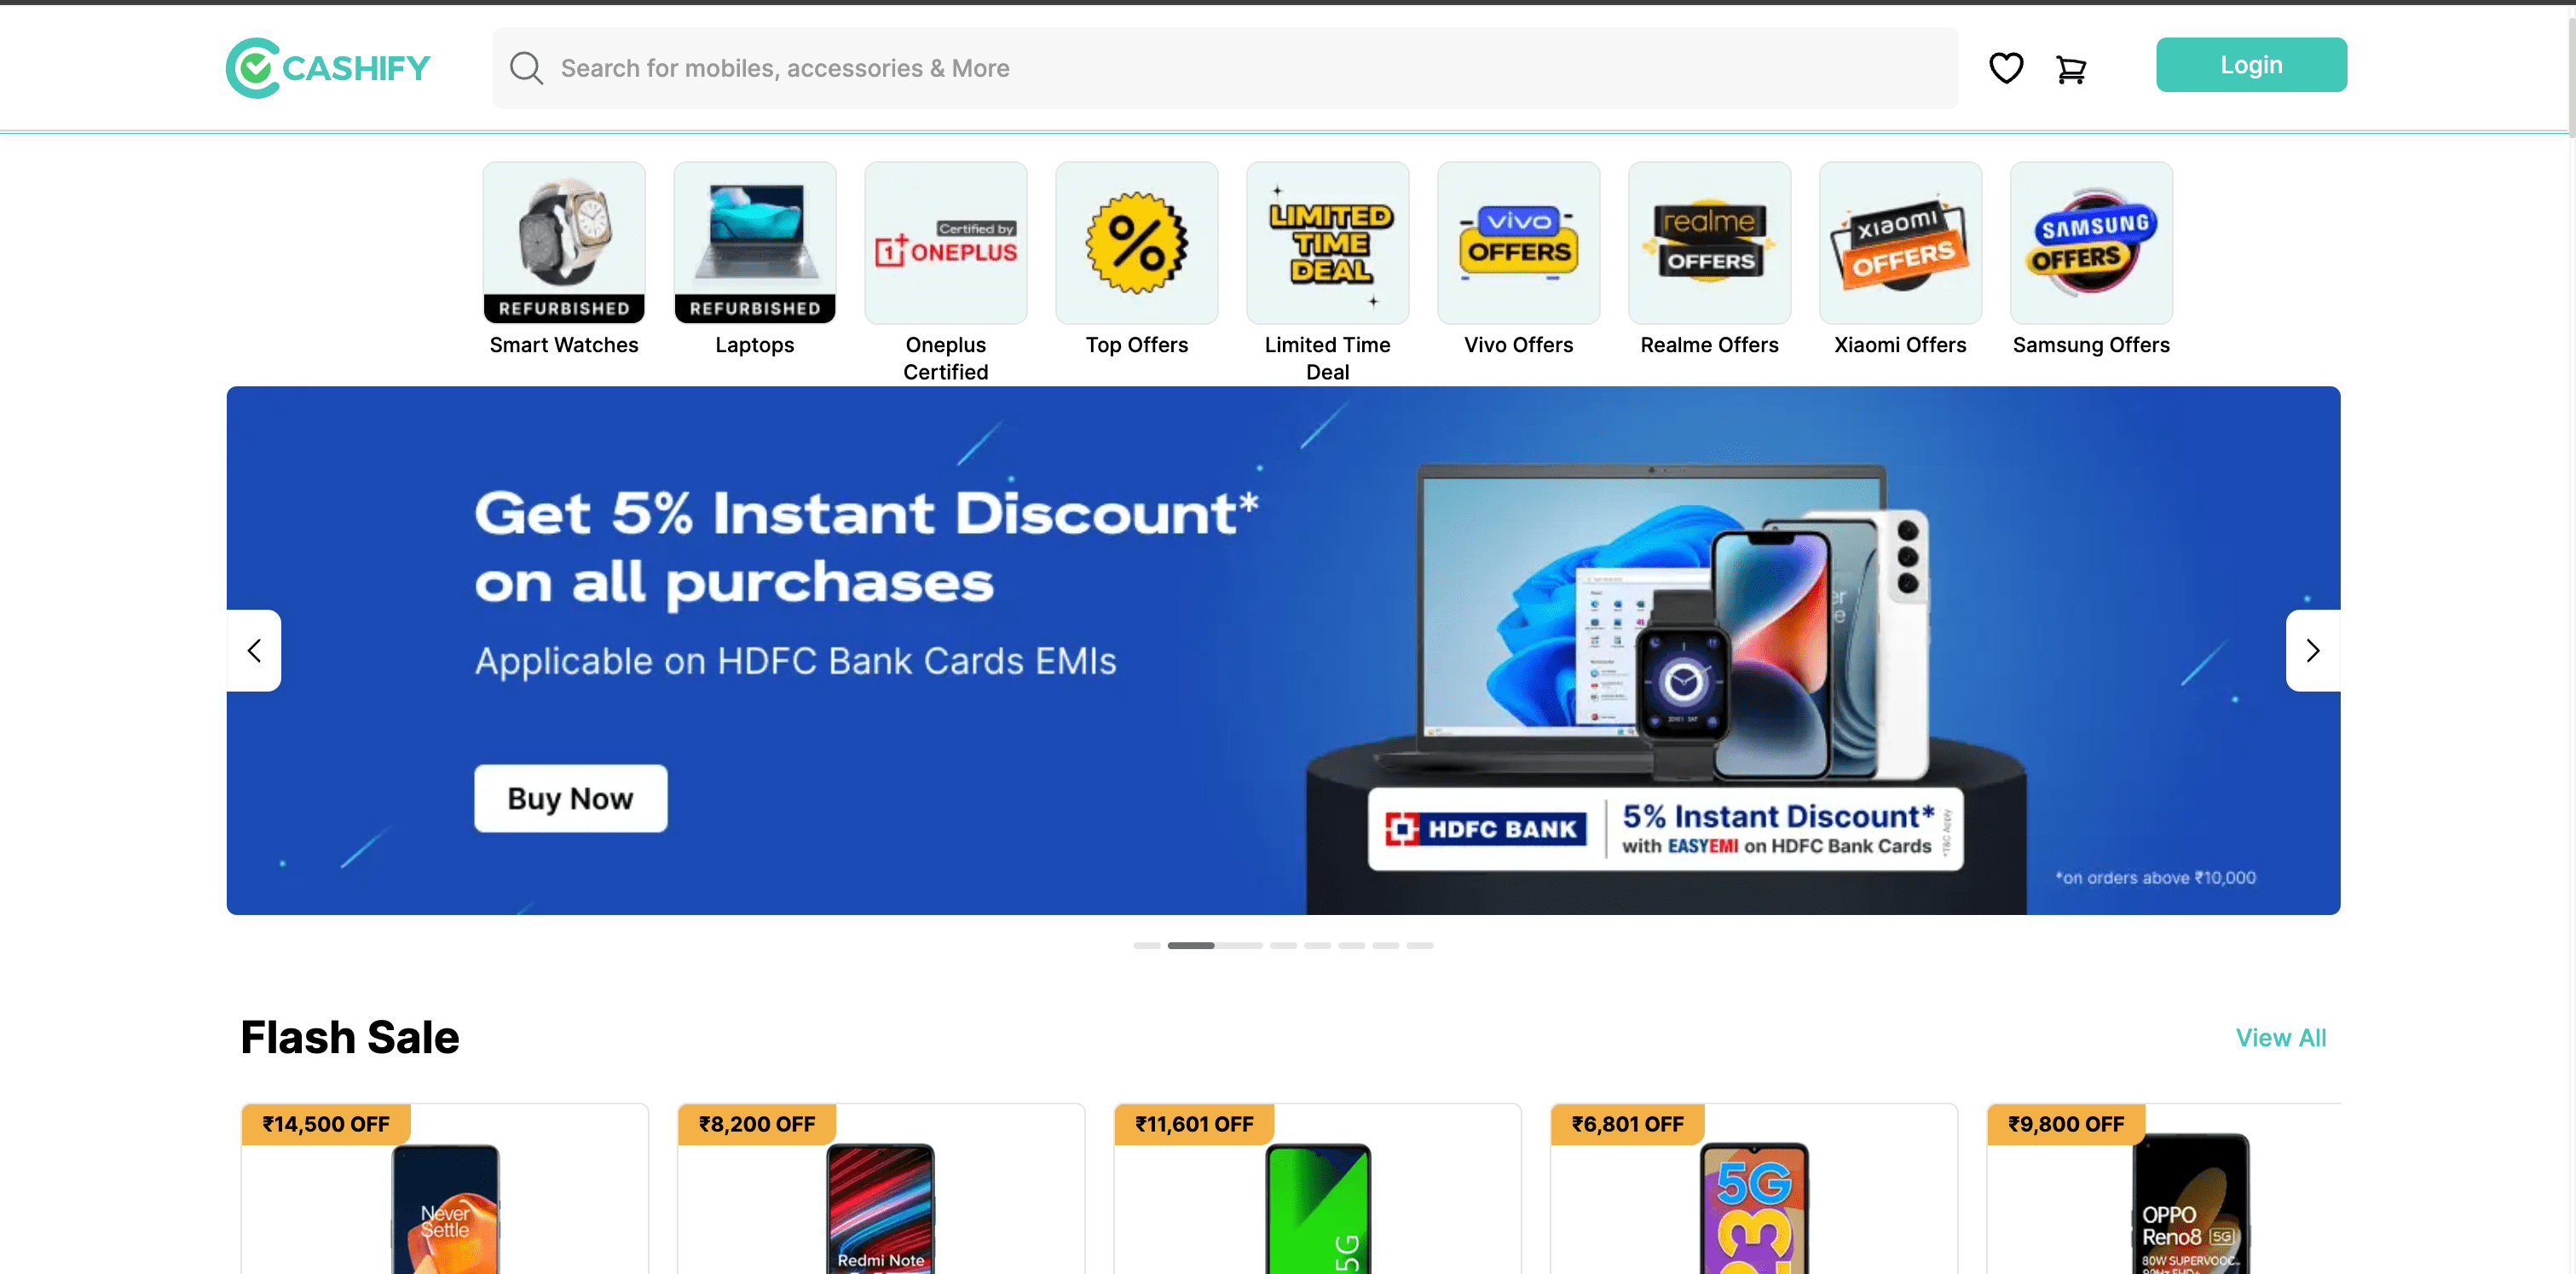 CASHIFY
Search for mobiles, accessories & More
Login
REFURBISHED
Smart Watches
REFURBISHED
Laptops
Certified by
1+ ONEPLUS
Oneplus
Certified
%
Top Offers
LIMITED
TIME
DEAL
Limited Time
Deal
vivo
OFFERS
Vivo Offers
realme
OFFERS
Realme Offers
xiaomi
OFFERS
Xiaomi Offers
SAMSUNG
OFFERS
Samsung Offers
Get 5% Instant Discount*
on all purchases
Applicable on HDFC Bank Cards EMIs
Buy Now
HDFC BANK
5% Instant Discount*
with EASYEMI on HDFC Bank Cards
*T&C Apply
*on orders above ₹10,000
Flash Sale
View All
₹14,500 OFF
Never
Settle
₹8,200 OFF
Redmi Note
₹11,601 OFF
5G
₹6,801 OFF
5G
23
₹9,800 OFF
OPPO
Reno8 5G
80W SUPERVOOC